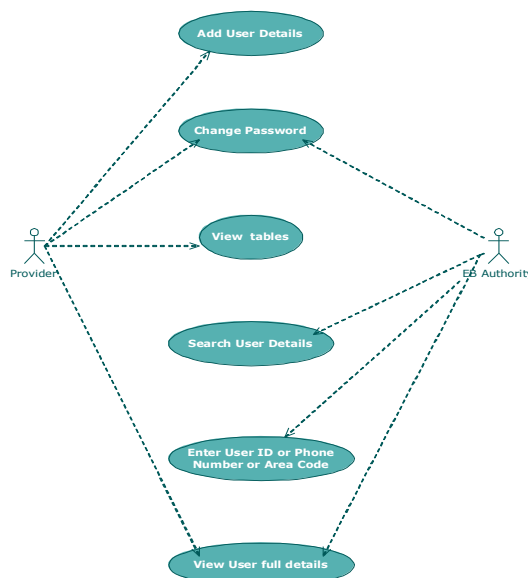 Add User Details
Change Password
View tables
Provider
EB Authority
Search User Details
Enter User ID or Phone
Number or Area Code
View User full details